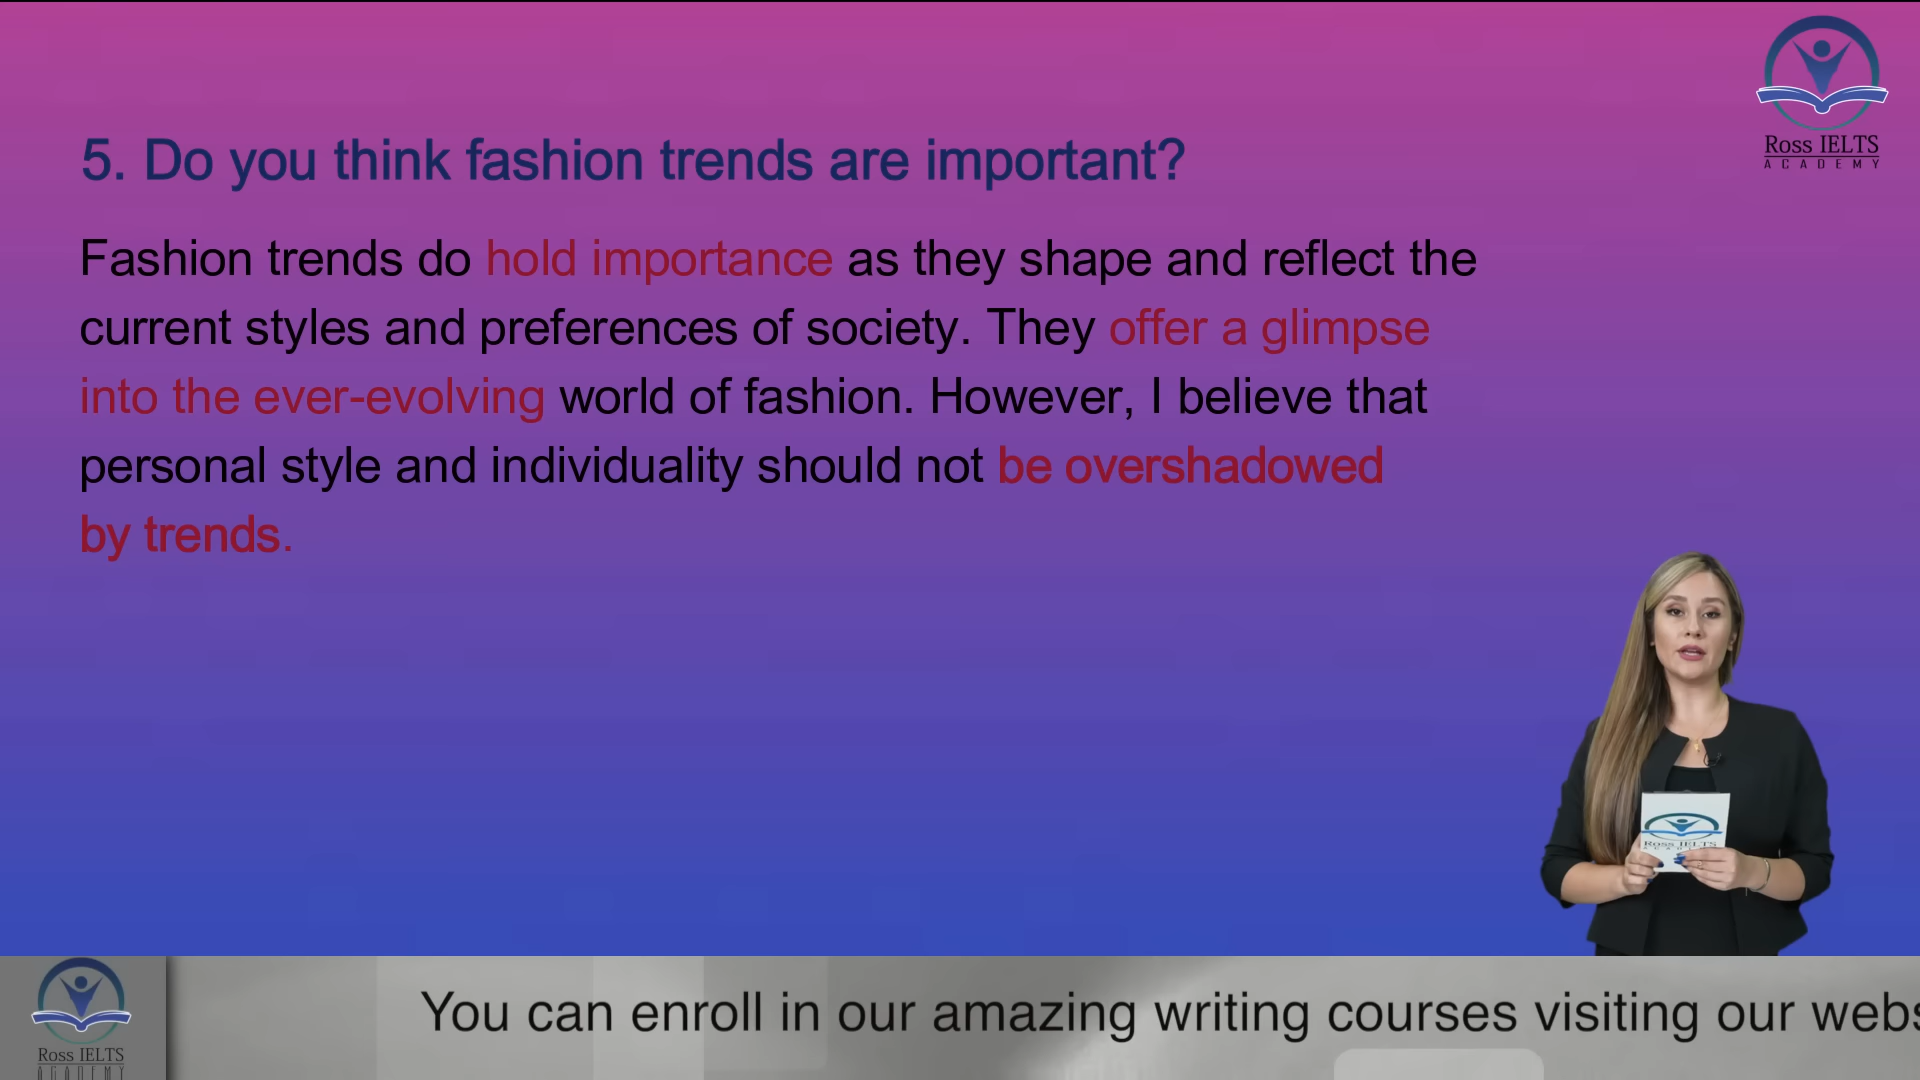 Ross IELTS
ACADEMY
5. Do you think fashion trends are important?
Fashion trends do hold importance as they shape and reflect the
current styles and preferences of society. They offer a glimpse
into the ever-evolving world of fashion. However, I believe that
personal style and individuality should not be overshadowed
by trends.
Ross IELTS
Ross IELTS
ACADEMY
You can enroll in our amazing writing courses visiting our webs